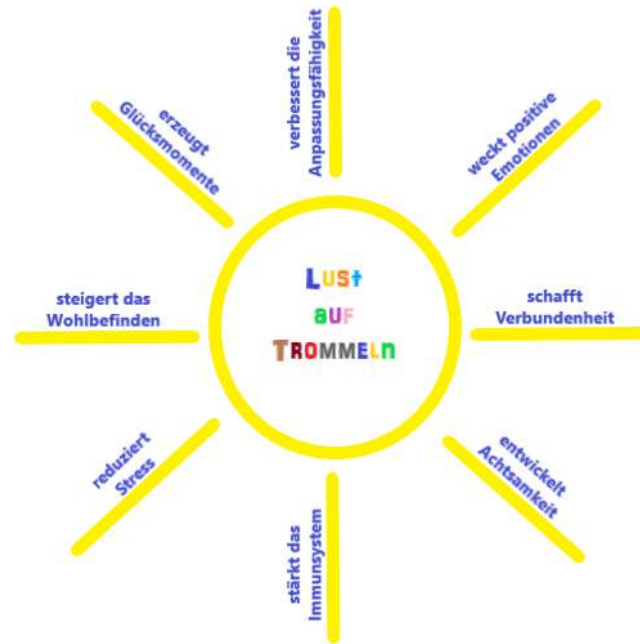 verbessert die
Anpassungsfähigkeit
weckt positive
Emotionen
schafft
Verbundenheit
entwickelt
Achtsamkeit
stärkt das
Immunsystem
reduziert
Stress
steigert das
Wohlbefinden
erzeugt
Glücksmomente
Lust
auf
Trommeln